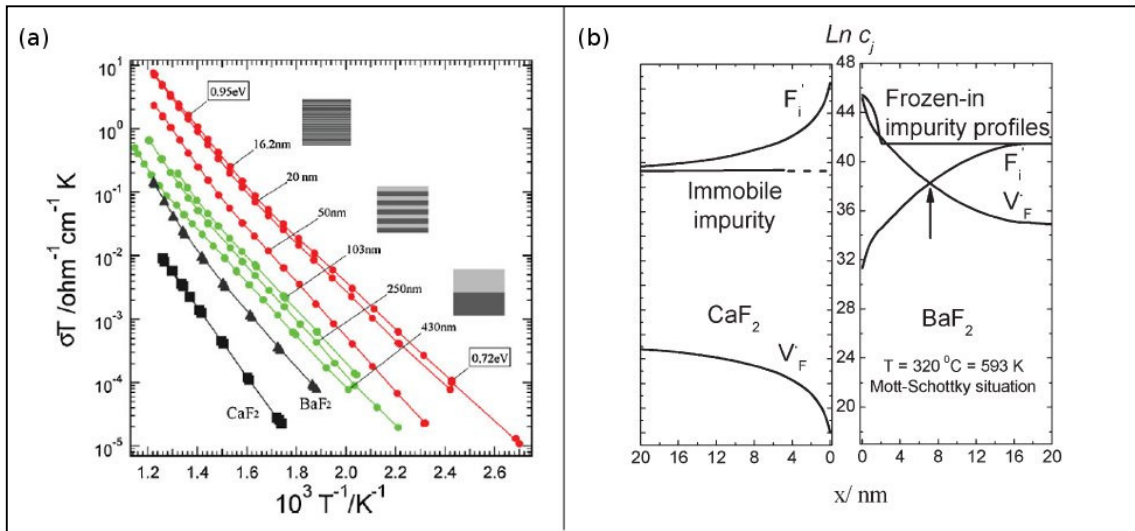 (a)
10¹
10⁰
10⁻¹
10⁻²
10⁻³
10⁻⁴
10⁻⁵
σT /ohm⁻¹cm⁻¹ K
0.95eV
16.2nm
20 nm
50nm
103nm
250nm
430nm
0.72eV
CaF₂
BaF₂
1.2 1.4 1.6 1.8 2.0 2.2 2.4 2.6
10³ T⁻¹/K⁻¹
(b)
Ln cⱼ
48
44
40
36
32
28
24
20
Fᵢ'
Immobile
impurity
CaF₂
V˙F
20 16 12 8 4 0
Frozen-in
impurity profiles
Fᵢ'
V˙F
BaF₂
T = 320 ⁰C = 593 K
Mott-Schottky situation
0 4 8 12 16 20
x/ nm